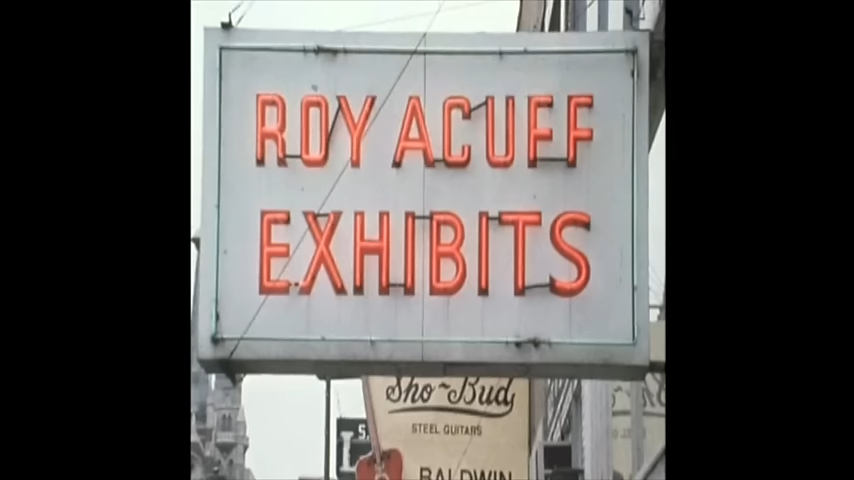 ROY ACUFF
EXHIBITS
Sho~Bud
STEEL GUITARS
BALDWIN